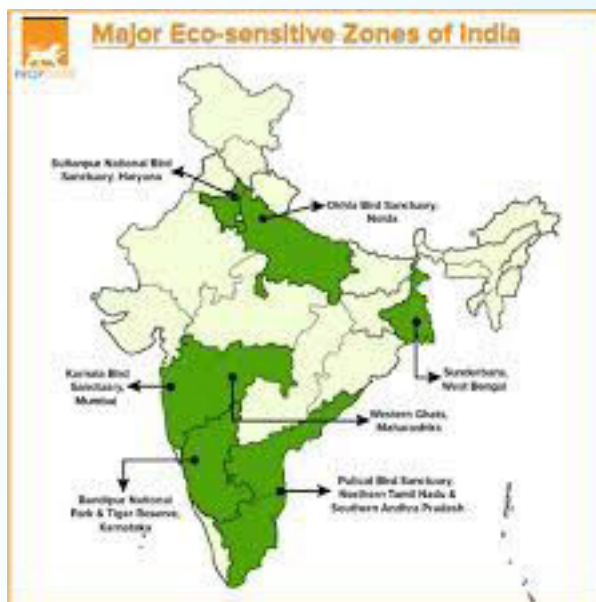 Major Eco-sensitive Zones of India
Sultanpur National Bird
Sanctuary, Haryana
Okhla Bird Sanctuary,
Noida
Karnala Bird
Sanctuary,
Mumbai
Sunderbans,
West Bengal
Western Ghats,
Maharashtra
Bandipur National
Park & Tiger Reserve,
Karnataka
Pulicat Bird Sanctuary,
Northern Tamil Nadu &
Southern Andhra Pradesh